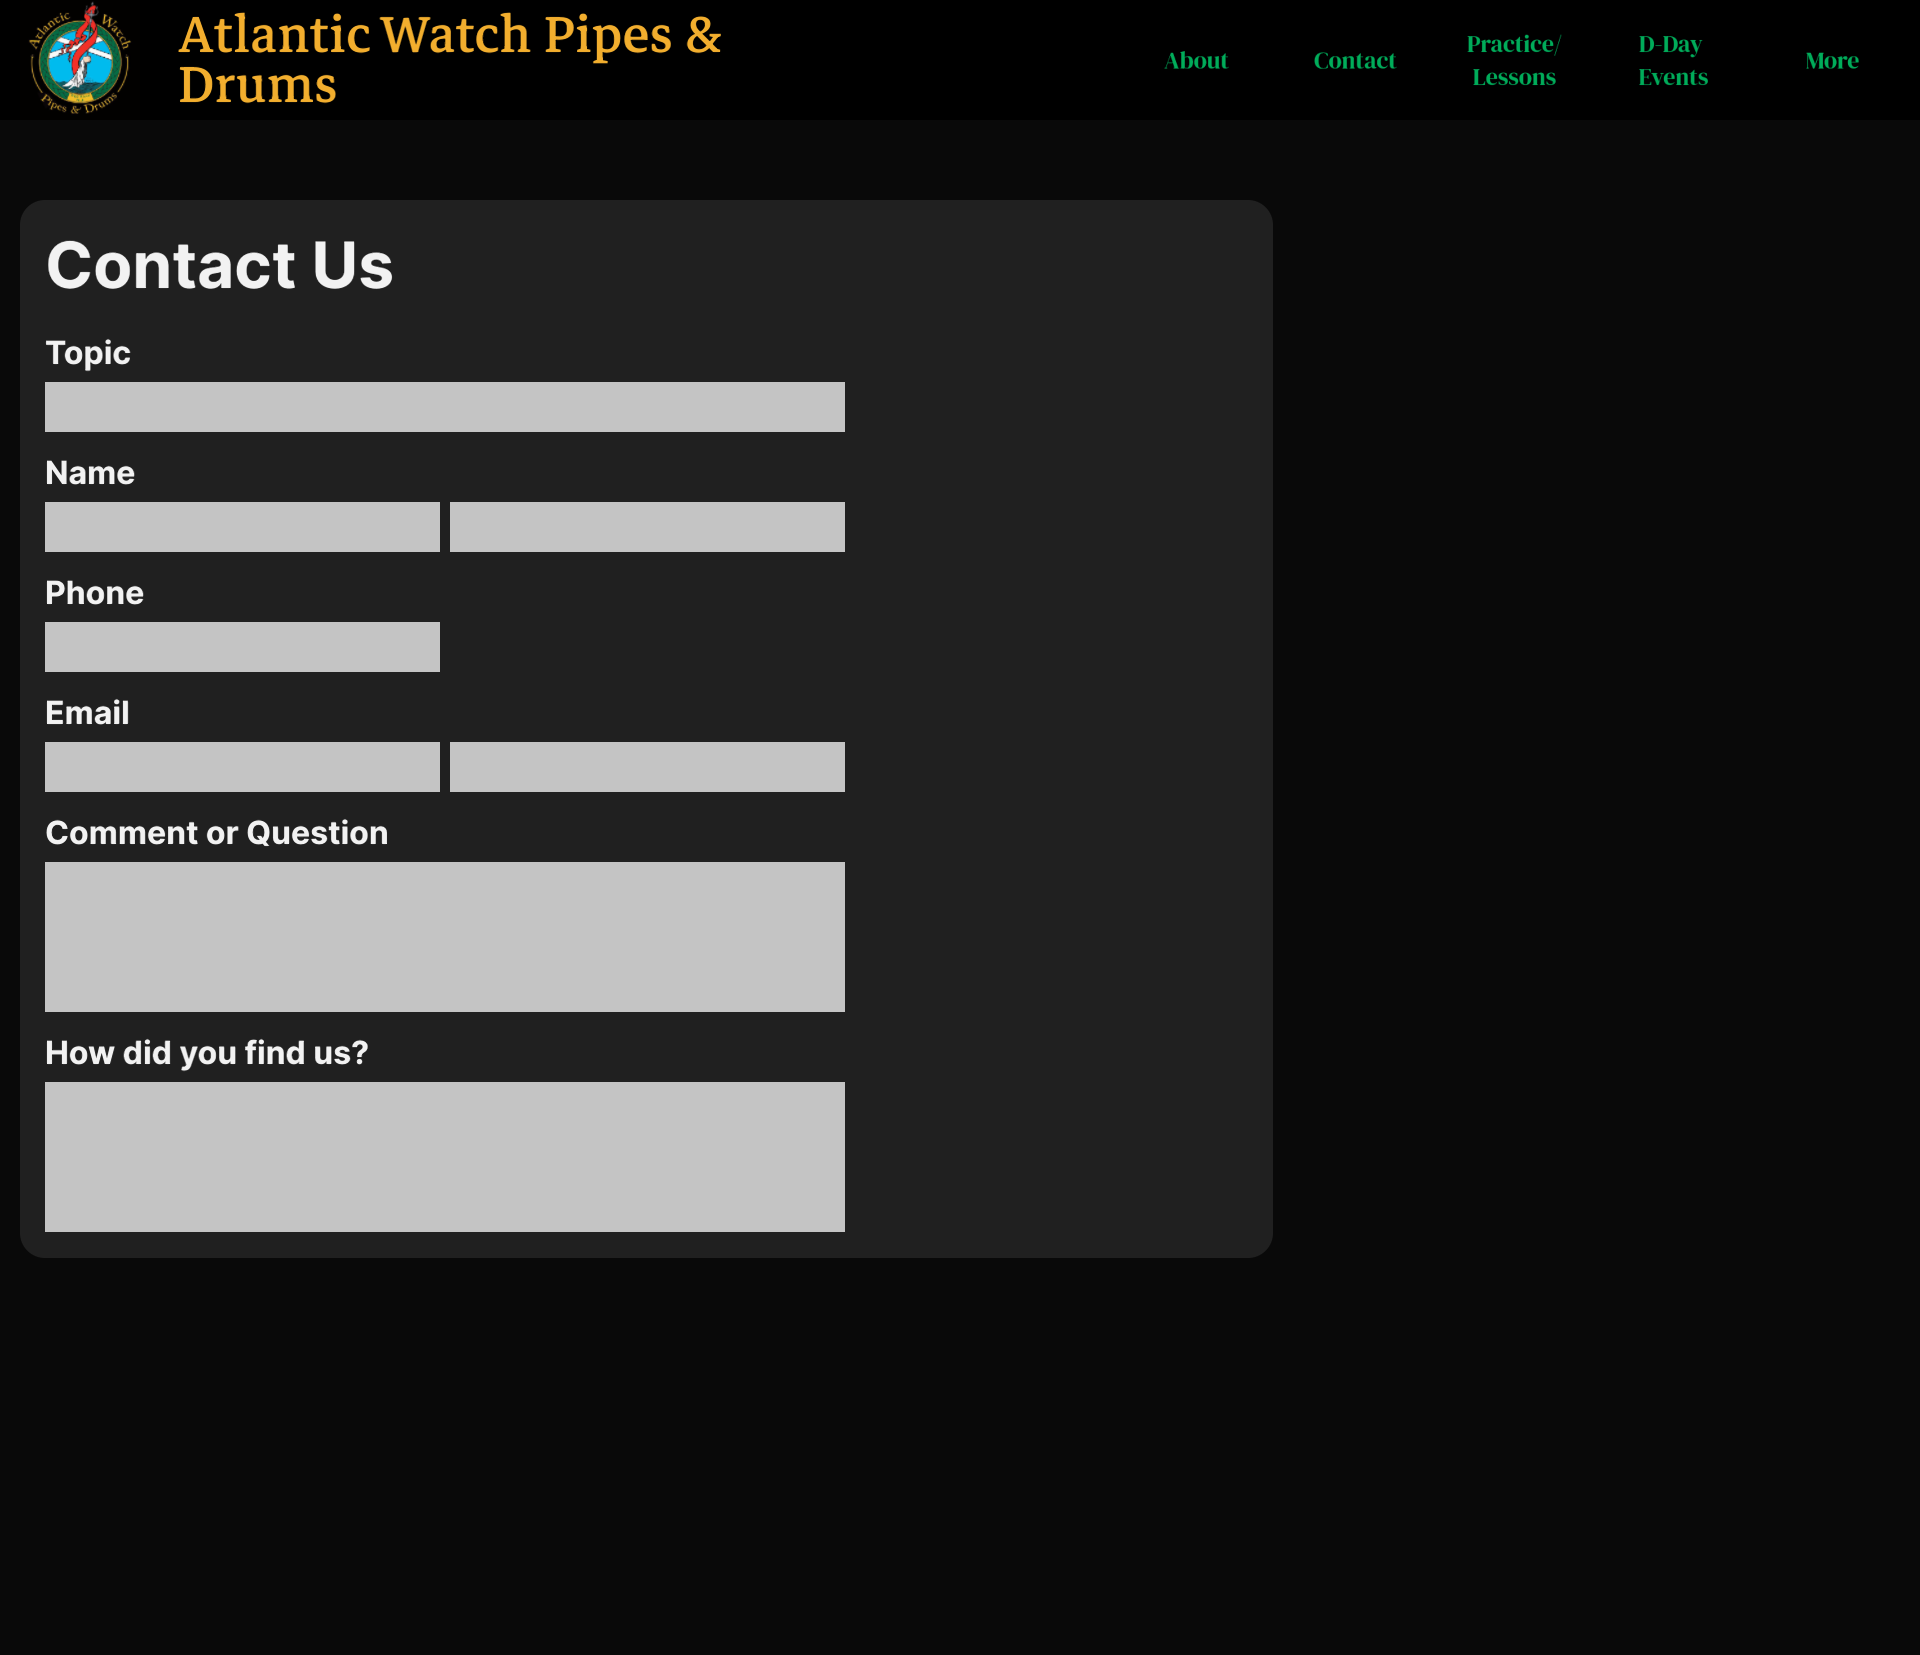 Atlantic Watch
Pipes & Drums
Atlantic Watch Pipes &
Drums
About
Contact
Practice/
Lessons
D-Day
Events
More
Contact Us
Topic
Name
Phone
Email
Comment or Question
How did you find us?